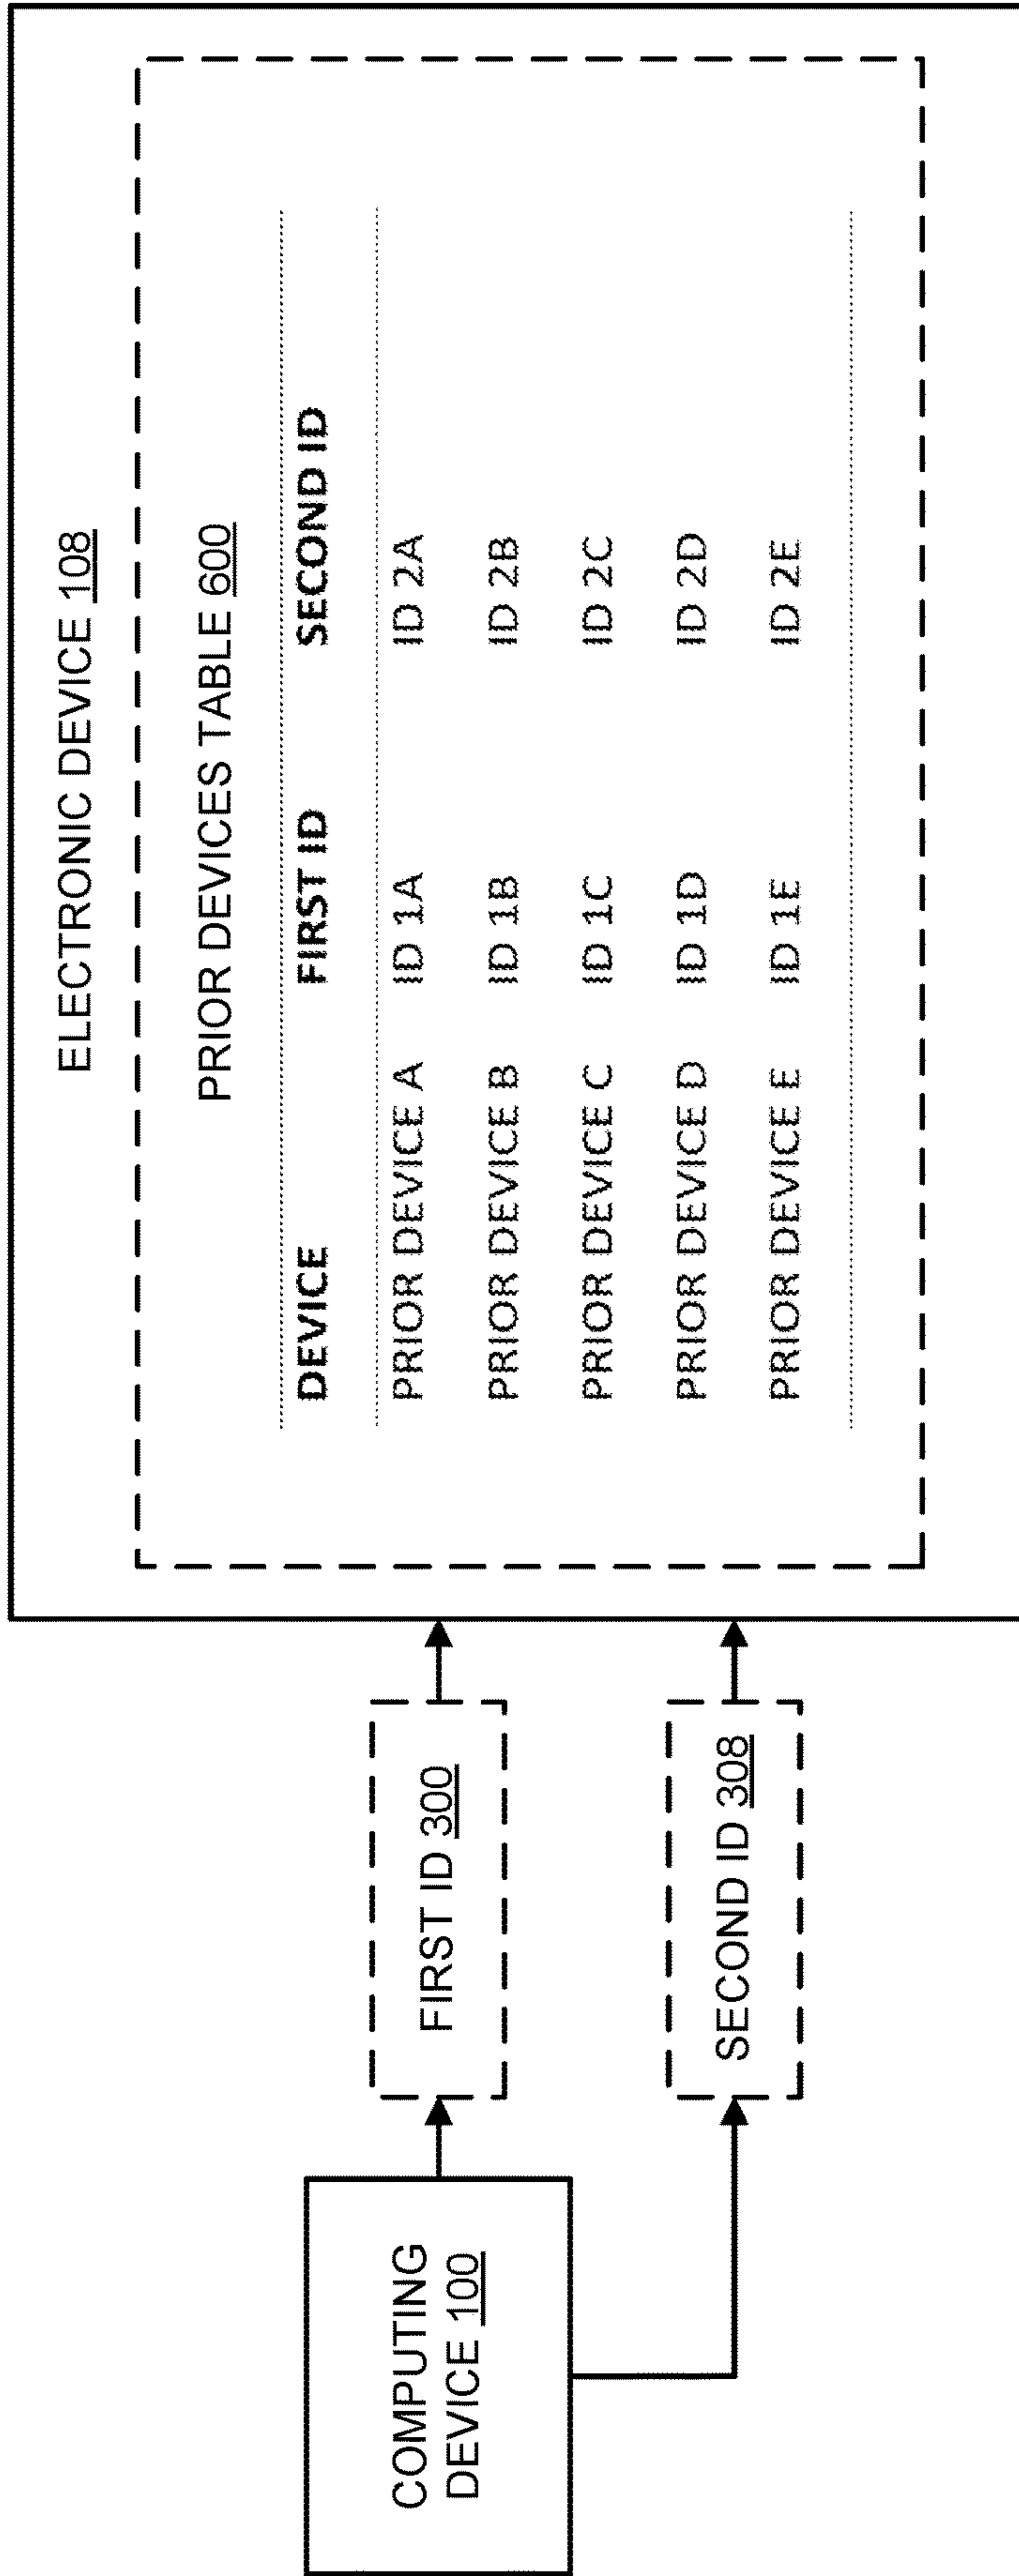 ELECTRONIC DEVICE 108
PRIOR DEVICES TABLE 600
DEVICE FIRST ID SECOND ID
PRIOR DEVICE A ID 1A ID 2A
PRIOR DEVICE B ID 1B ID 2B
PRIOR DEVICE C ID 1C ID 2C
PRIOR DEVICE D ID 1D ID 2D
PRIOR DEVICE E ID 1E ID 2E
COMPUTING
DEVICE 100
FIRST ID 300
SECOND ID 308